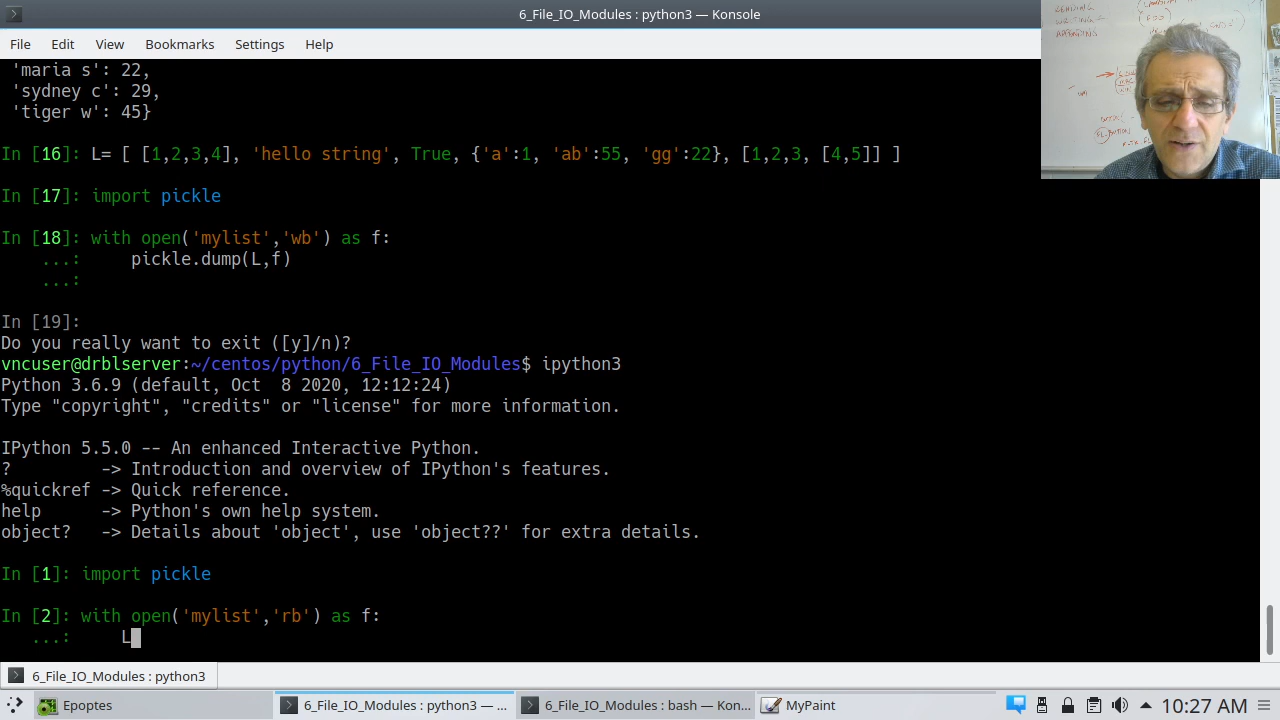 6_File_IO_Modules : python3 — Konsole
File Edit View Bookmarks Settings Help
'maria s': 22,
'sydney c': 29,
'tiger w': 45}
In [16]: L= [ [1,2,3,4], 'hello string', True, {'a':1, 'ab':55, 'gg':22}, [1,2,3, [4,5]] ]
In [17]: import pickle
In [18]: with open('mylist','wb') as f:
...: pickle.dump(L,f)
...:
In [19]:
Do you really want to exit ([y]/n)?
vncuser@drblserver:~/centos/python/6_File_IO_Modules$ ipython3
Python 3.6.9 (default, Oct  8 2020, 12:12:24)
Type "copyright", "credits" or "license" for more information.
IPython 5.5.0 -- An enhanced Interactive Python.
? -> Introduction and overview of IPython's features.
%quickref -> Quick reference.
help -> Python's own help system.
object? -> Details about 'object', use 'object??' for extra details.
In [1]: import pickle
In [2]: with open('mylist','rb') as f:
...: L
6_File_IO_Modules : python3
Epoptes
6_File_IO_Modules : python3 — ...
6_File_IO_Modules : bash — Kon...
MyPaint
10:27 AM
READING
WRITING
APPENDING